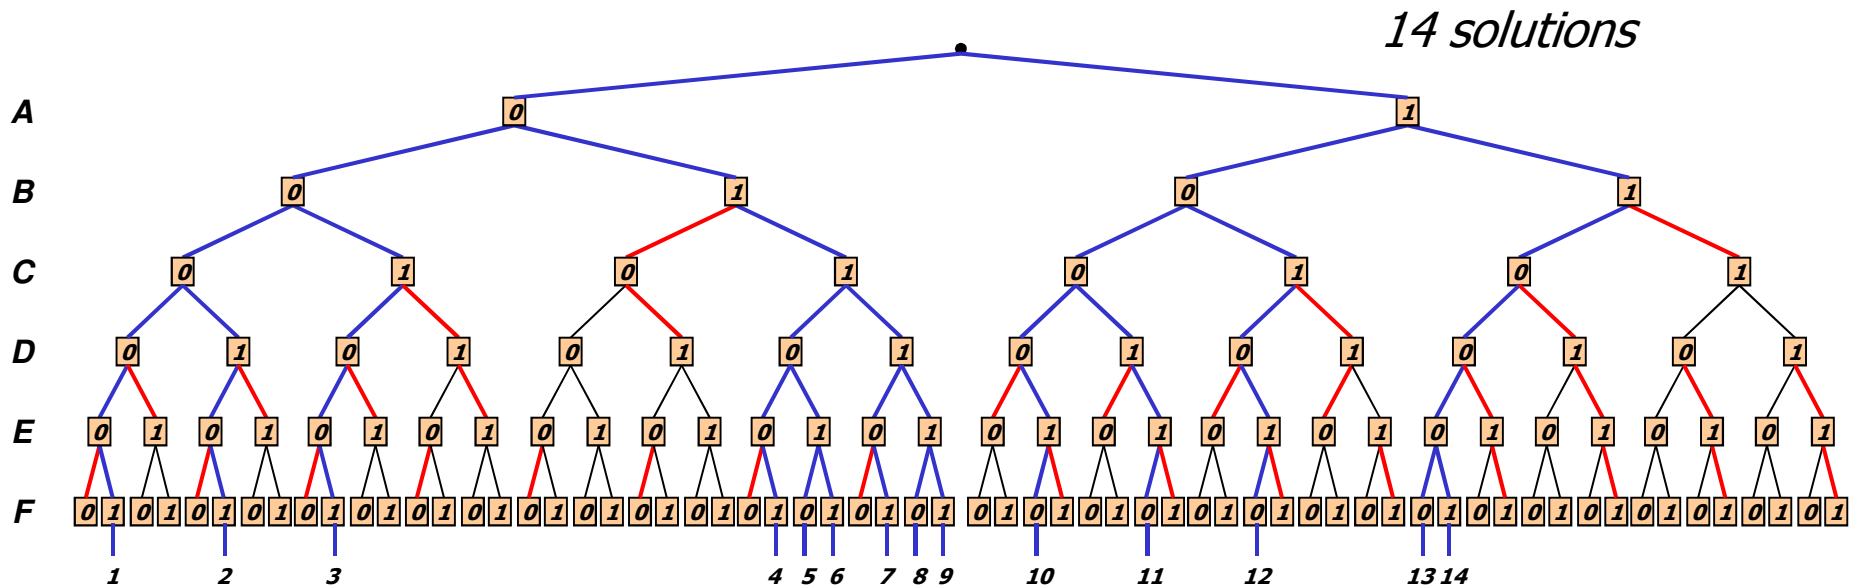 14 solutions
A 0 1
B 0 1 0 1
C 0 1 0 1 0 1 0 1
D 0 1 0 1 0 1 0 1 0 1 0 1 0 1 0 1
E 0 1 0 1 0 1 0 1 0 1 0 1 0 1 0 1 0 1 0 1 0 1 0 1 0 1 0 1 0 1 0 1
F 0 1 0 1 0 1 0 1 0 1 0 1 0 1 0 1 0 1 0 1 0 1 0 1 0 1 0 1 0 1 0 1 0 1 0 1 0 1 0 1 0 1 0 1 0 1 0 1 0 1 0 1 0 1 0 1 0 1 0 1 0 1 0 1
1 2 3 4 5 6 7 8 9 10 11 12 13 14